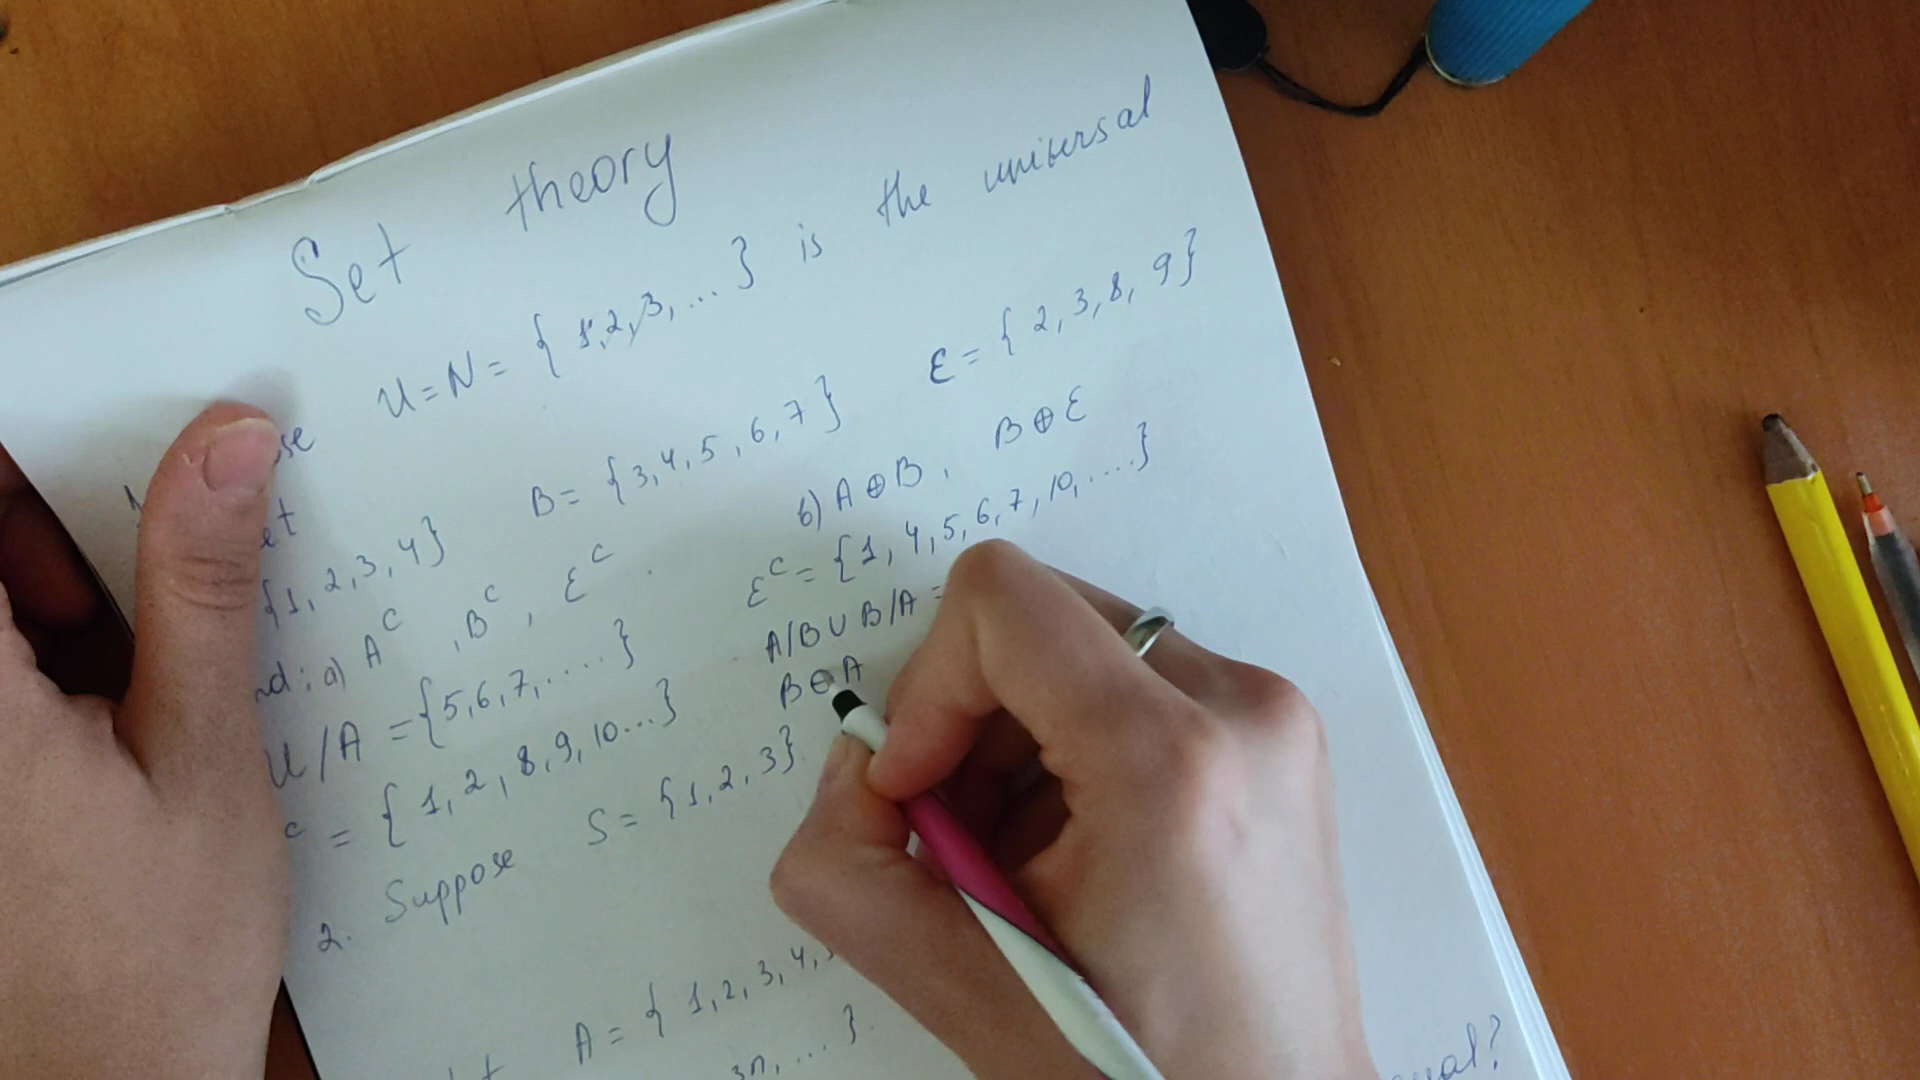 Set theory
U = N = { 1, 2, 3, ... } is the universal
{1, 2, 3, 4} B = {3, 4, 5, 6, 7} Ɛ = { 2, 3, 8, 9}
a) A^C , B^C , Ɛ^C . b) A ⊕ B , B ⊕ Ɛ
U / A = {5, 6, 7, .... } Ɛ^C = {1, 4, 5, 6, 7, 10, .... }
C = { 1, 2, 8, 9, 10 ... } A/B ∪ B/A =
B ⊖ A
2. Suppose S = {1, 2, 3}.
A = { 1, 2, 3, 4,
3n, ... }.